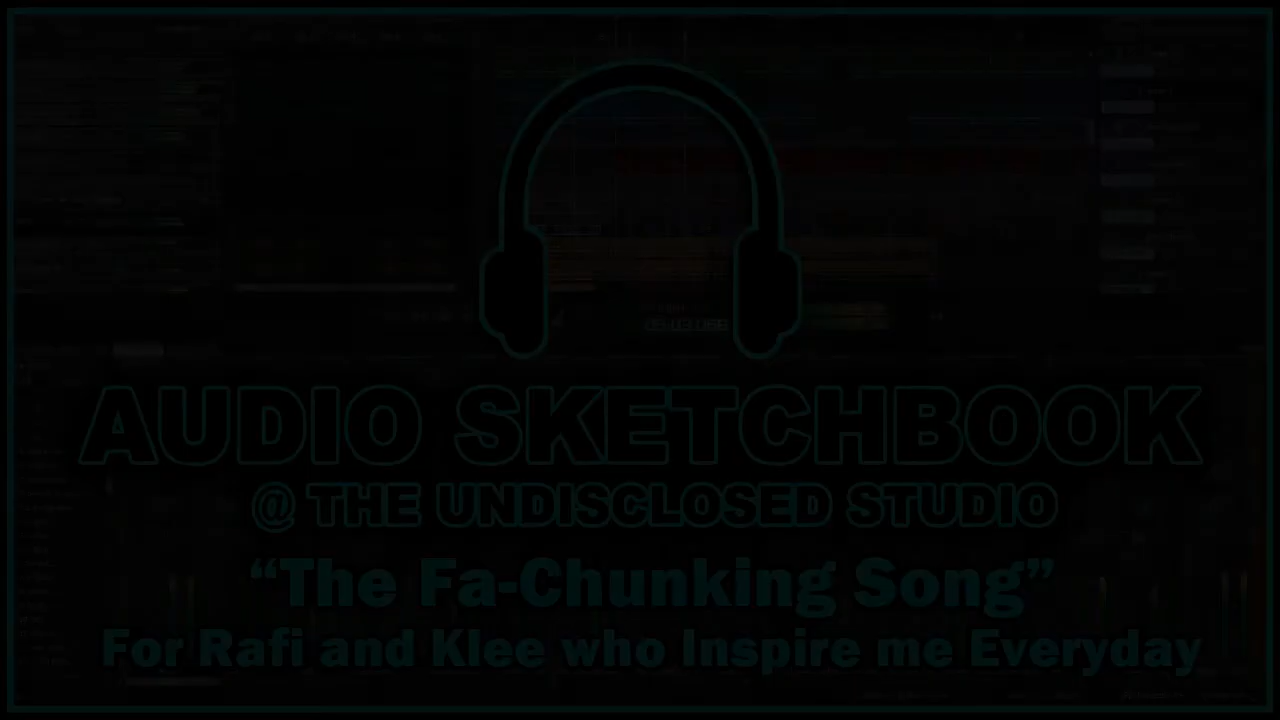 AUDIO SKETCHBOOK
@ THE UNDISCLOSED STUDIO
“The Fa-Chunking Song”
For Rafi and Klee who Inspire me Everyday